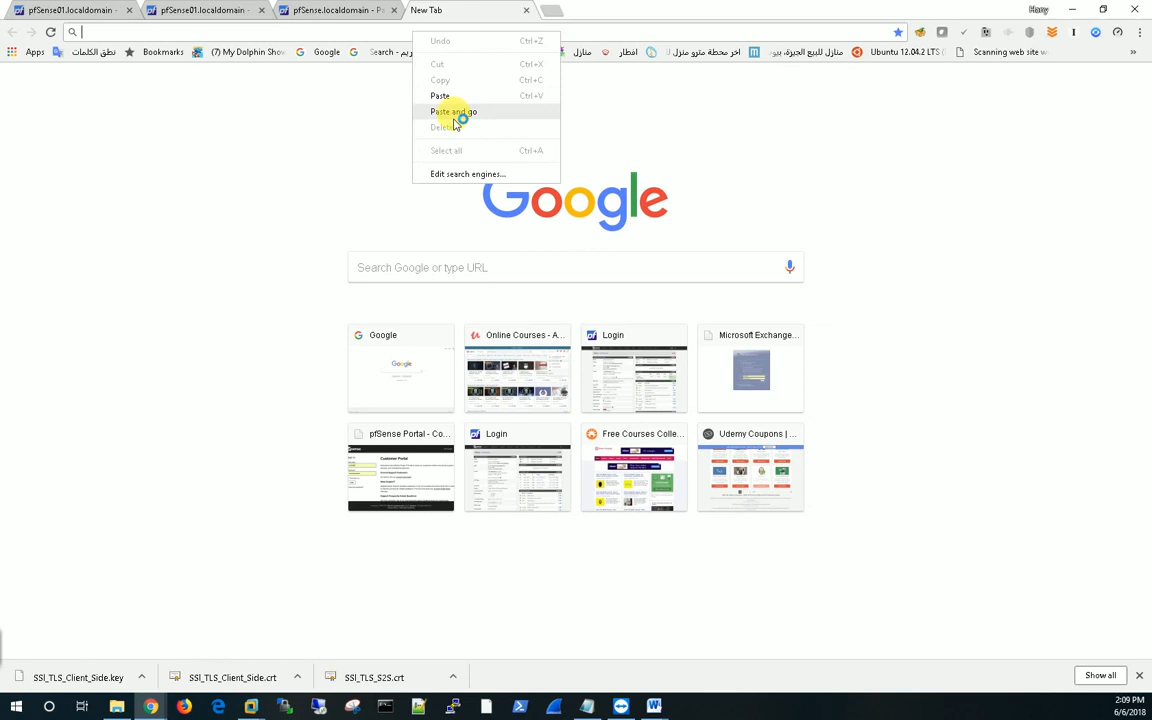 pfSense01.localdomain -
pfSense01.localdomain -
pfSense.localdomain - P
New Tab
Hany
Apps
نطق الكلمات
Bookmarks
(7) My Dolphin Show
Google
Search -
منازل
افطار
اخر محطة مترو منزل
منازل للبيع الجيزة، بيو
Ubuntu 12.04.2 LTS (
Scanning web site w
»
Undo Ctrl+Z
Cut Ctrl+X
Copy Ctrl+C
Paste Ctrl+V
Paste and go
Delete
Select all Ctrl+A
Edit search engines...
Google
Search Google or type URL
Google
Online Courses - A...
Login
Microsoft Exchange...
pfSense Portal - Co...
Login
Free Courses Colle...
Udemy Coupons | ...
SSl_TLS_Client_Side.key
SSl_TLS_Client_Side.crt
SSl_TLS_S2S.crt
Show all
2:09 PM
6/6/2018